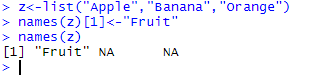 > z<-list("Apple","Banana","Orange")
> names(z)[1]<-"Fruit"
> names(z)
[1] "Fruit" NA      NA
>